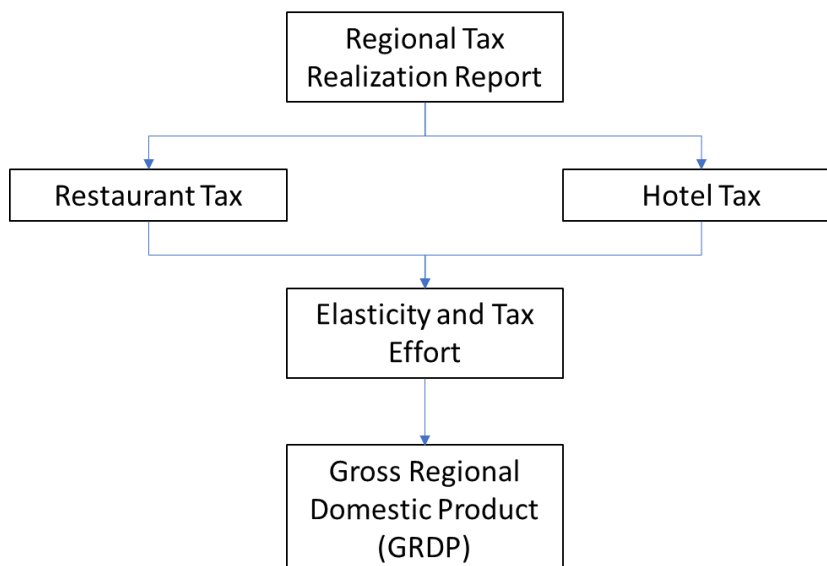 Regional Tax
Realization Report
Restaurant Tax
Hotel Tax
Elasticity and Tax
Effort
Gross Regional
Domestic Product
(GRDP)